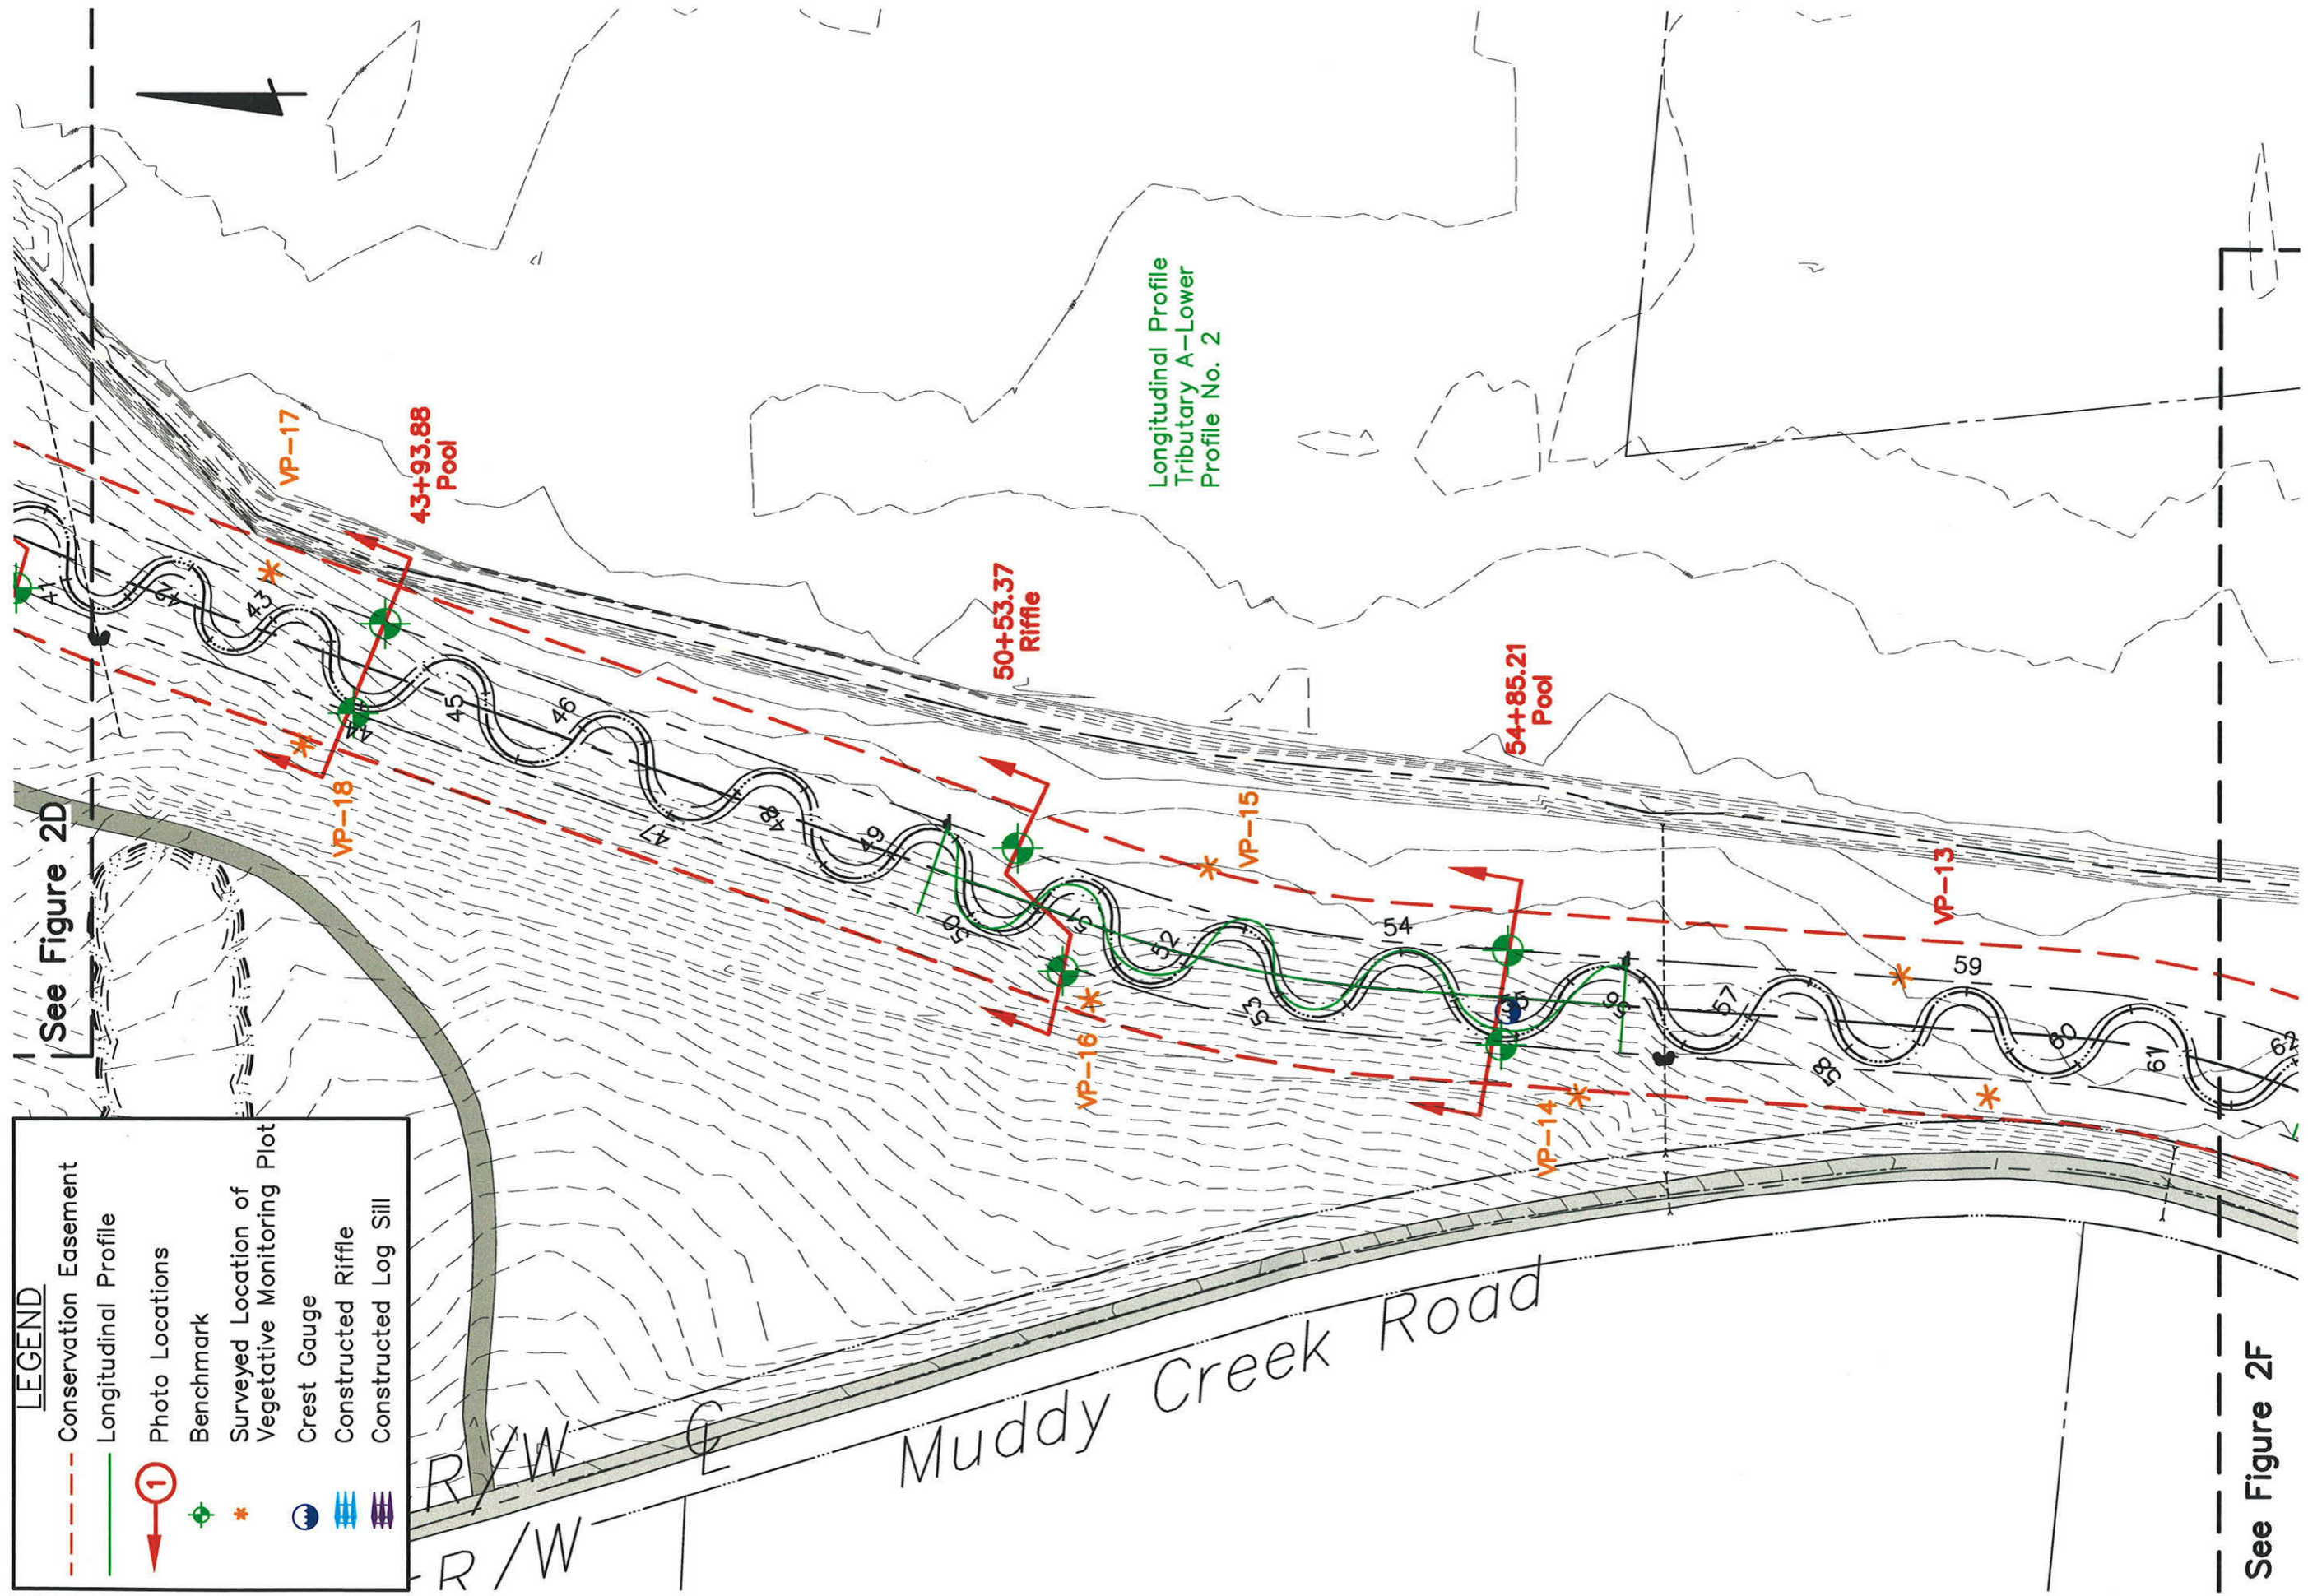 LEGEND
Conservation Easement
Longitudinal Profile
1
Photo Locations
Benchmark
Surveyed Location of
Vegetative Monitoring Plot
Crest Gauge
Constructed Riffle
Constructed Log Sill
See Figure 2D
See Figure 2F
VP-17
43+93.88
Pool
VP-18
50+53.37
Riffle
VP-16
VP-15
Longitudinal Profile
Tributary A-Lower
Profile No. 2
54+85.21
Pool
VP-14
VP-13
41
42
43
44
45
46
47
48
49
50
51
52
53
54
55
56
57
58
59
60
61
62
R/W
CL
R/W
Muddy Creek Road